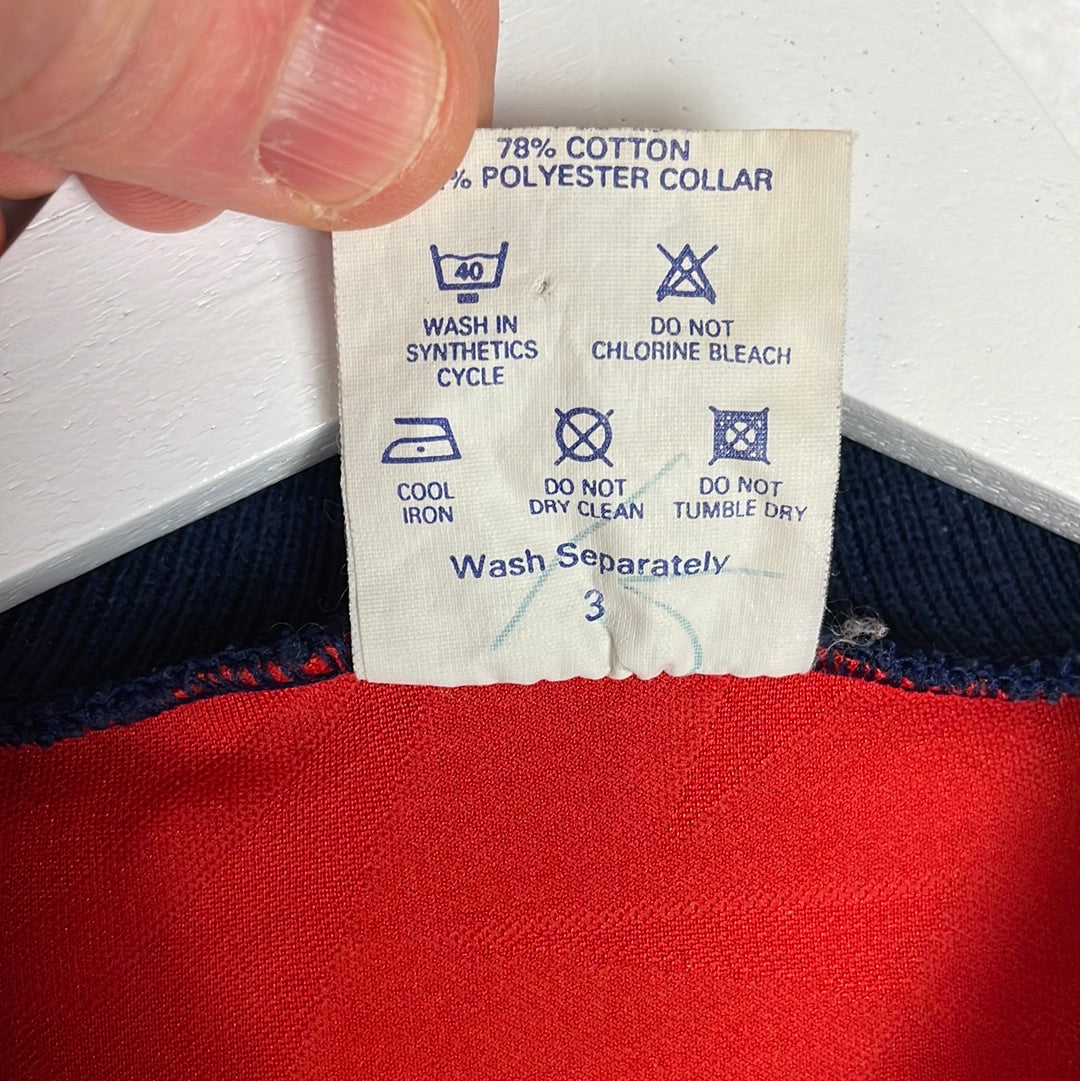 78% COTTON
% POLYESTER COLLAR
40
WASH IN
SYNTHETICS
CYCLE
DO NOT
CHLORINE BLEACH
COOL
IRON
DO NOT
DRY CLEAN
DO NOT
TUMBLE DRY
Wash Separately
3